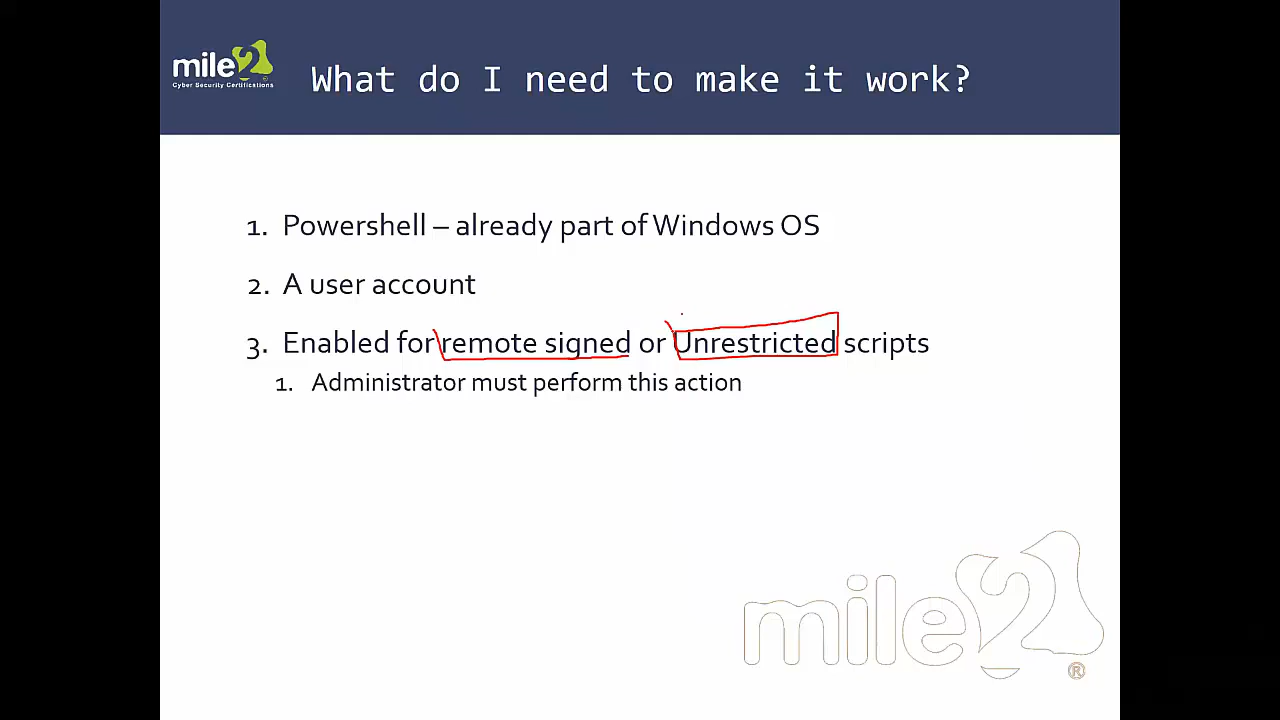 mile2
Cyber Security Certifications
What do I need to make it work?
1. Powershell – already part of Windows OS
2. A user account
3. Enabled for remote signed or Unrestricted scripts
1. Administrator must perform this action
mile2
®